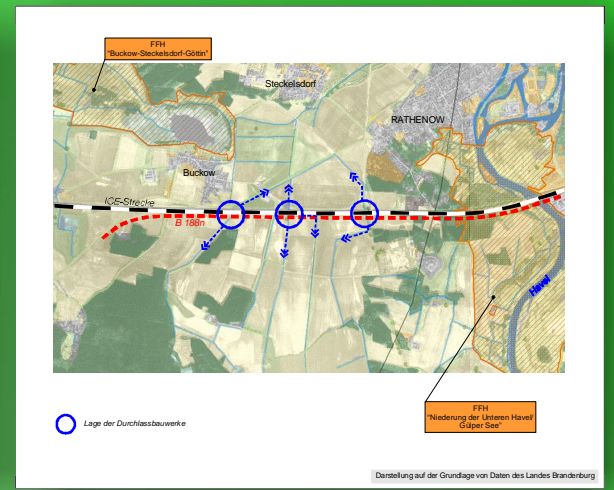 FFH
"Buckow-Steckelsdorf-Göttin"
Steckelsdorf
RATHENOW
Buckow
ICE-Strecke
B 188n
Havel
FFH
"Niederung der Unteren Havel/
Gülper See"
Lage der Durchlassbauwerke
Darstellung auf der Grundlage von Daten des Landes Brandenburg